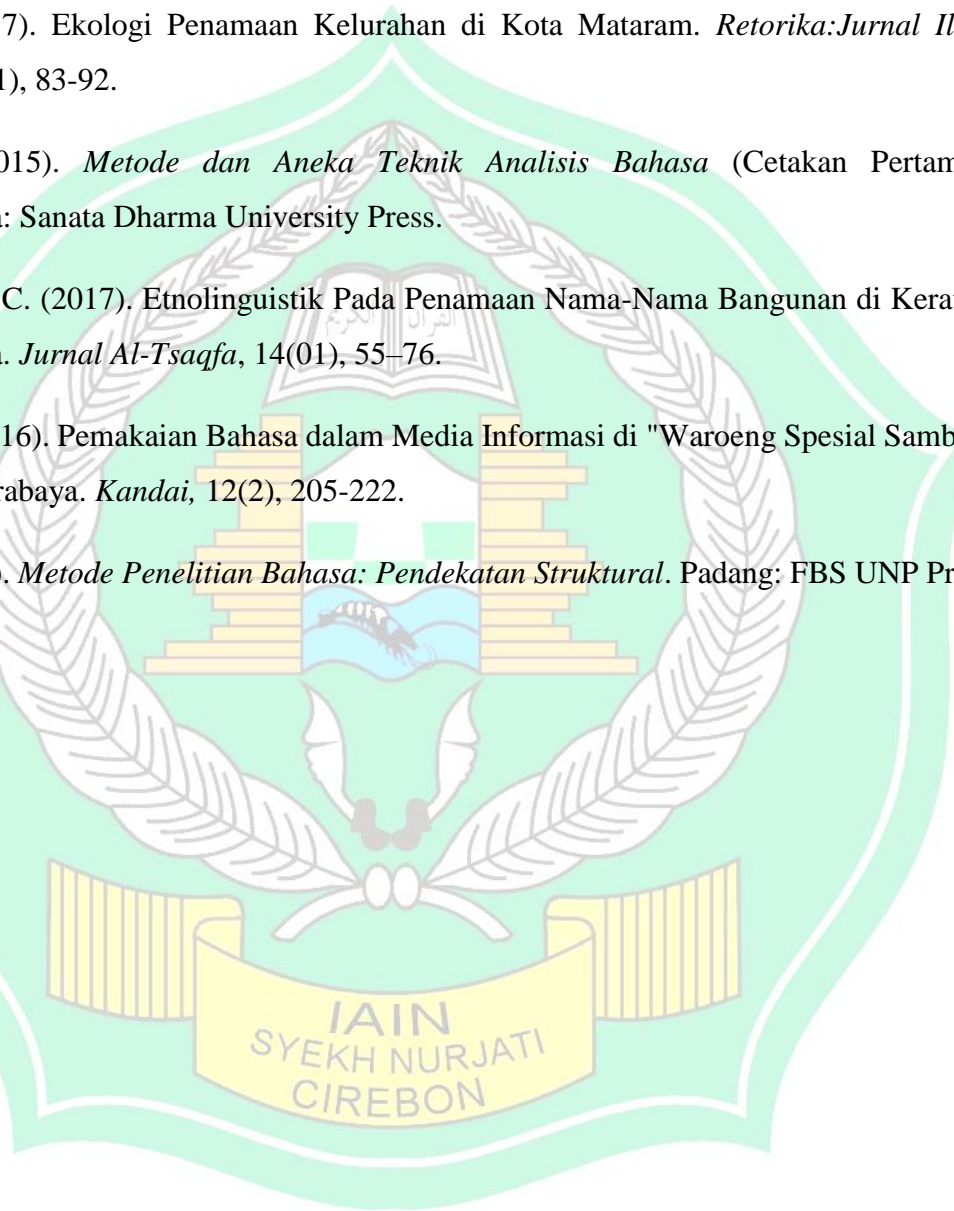 7). Ekologi Penamaan Kelurahan di Kota Mataram. Retorika:Jurnal Il
1), 83-92.
015). Metode dan Aneka Teknik Analisis Bahasa (Cetakan Pertam
a: Sanata Dharma University Press.
C. (2017). Etnolinguistik Pada Penamaan Nama-Nama Bangunan di Kera
a. Jurnal Al-Tsaqfa, 14(01), 55–76.
القرآن الكريم
16). Pemakaian Bahasa dalam Media Informasi di "Waroeng Spesial Samb
rabaya. Kandai, 12(2), 205-222.
). Metode Penelitian Bahasa: Pendekatan Struktural. Padang: FBS UNP Pr
IAIN
SYEKH NURJATI
CIREBON